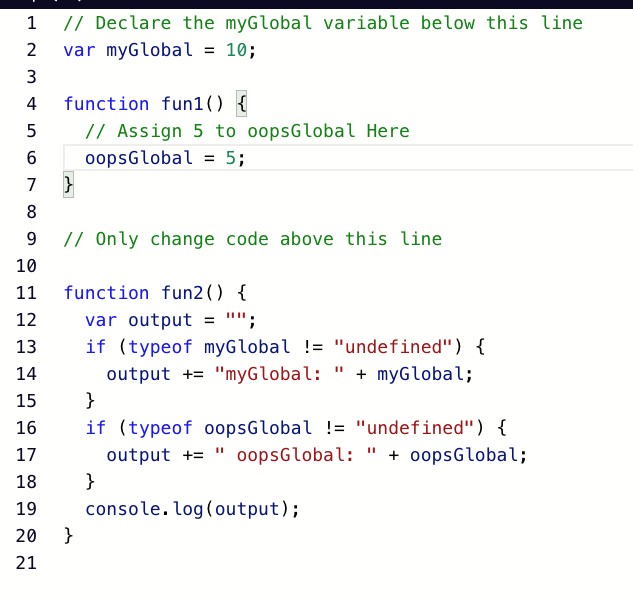 1 // Declare the myGlobal variable below this line
2 var myGlobal = 10;
3
4 function fun1() {
5   // Assign 5 to oopsGlobal Here
6   oopsGlobal = 5;
7 }
8
9 // Only change code above this line
10
11 function fun2() {
12   var output = "";
13   if (typeof myGlobal != "undefined") {
14     output += "myGlobal: " + myGlobal;
15   }
16   if (typeof oopsGlobal != "undefined") {
17     output += " oopsGlobal: " + oopsGlobal;
18   }
19   console.log(output);
20 }
21